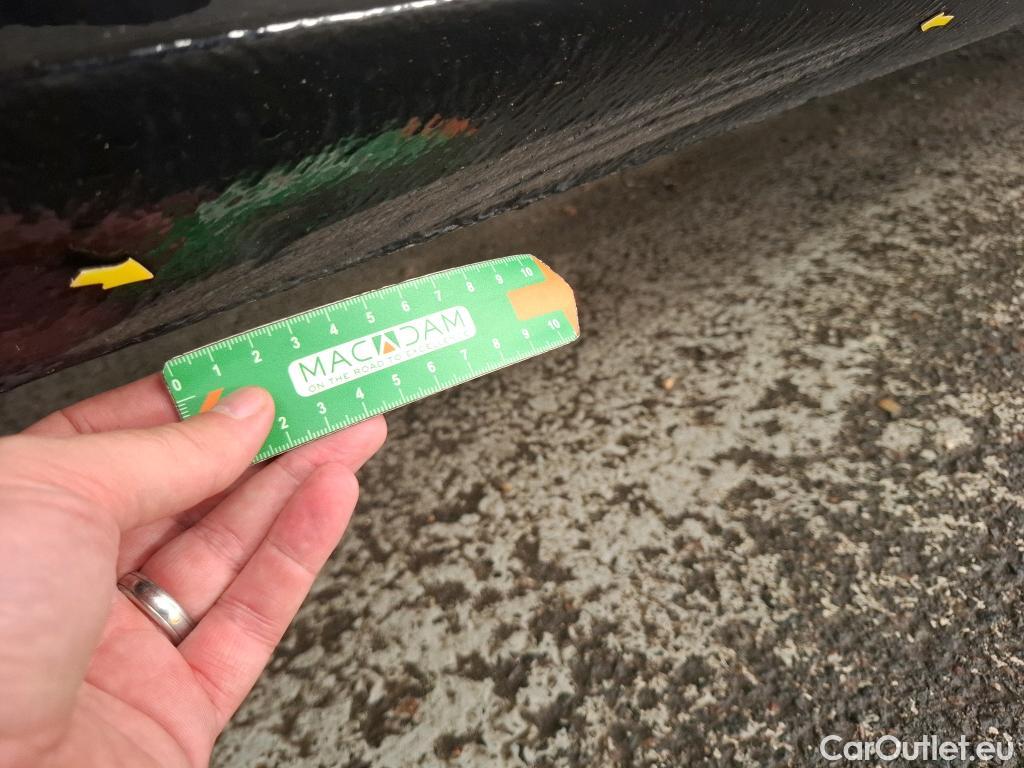 0 1 2 3 4 5 6 7 8 9 10
MACADAM
ON THE ROAD TO EXCELLENCE
2 3 4 5 6 7 8 9 10
CarOutlet.eu